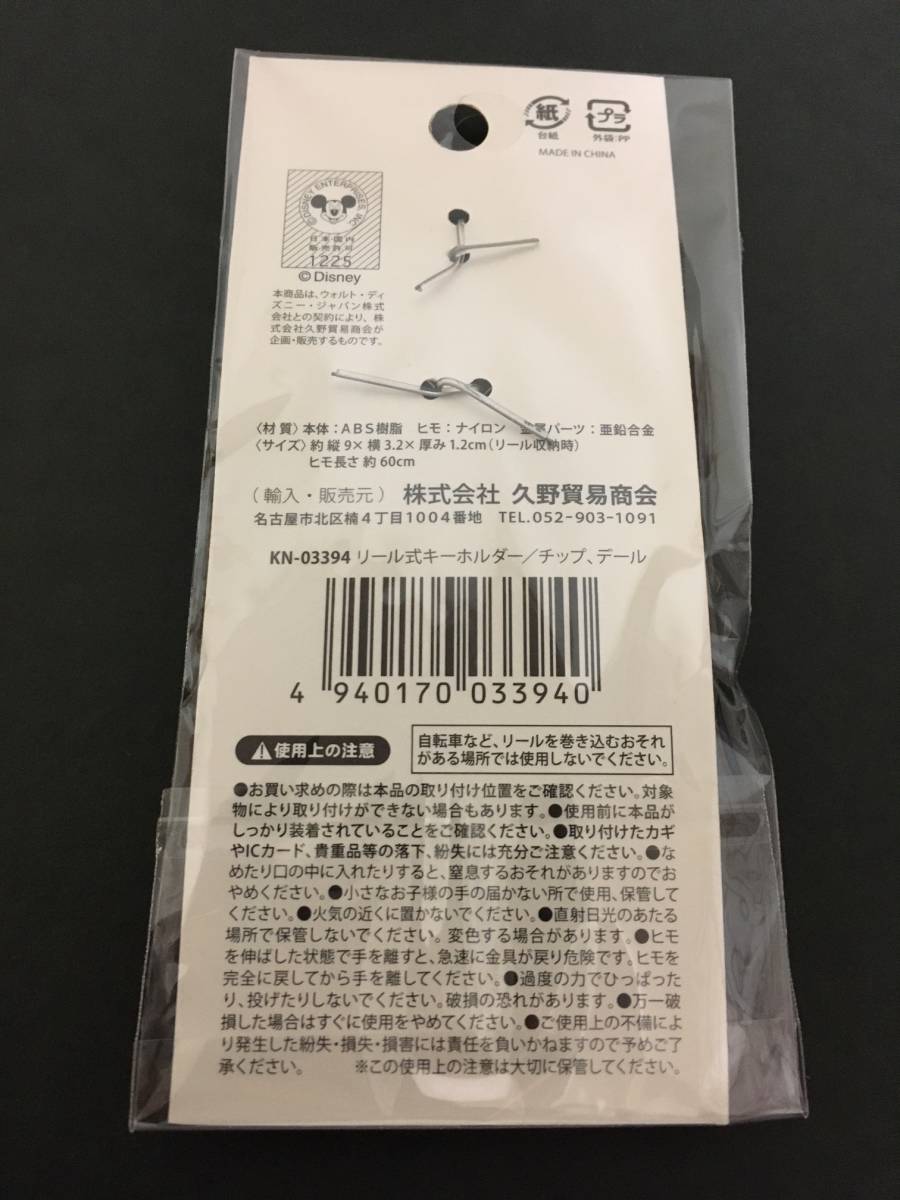 紙
プラ
台紙
外袋:PP
MADE IN CHINA
©DISNEY ENTERPRISES, INC.
日本・国内
販売許可
1225
©Disney
本商品は、ウォルト・ディ
ズニー・ジャパン株式
会社との契約により、株
式会社久野貿易商会が
企画・販売するものです。
〈材 質〉本体:ABS樹脂 ヒモ:ナイロン 金属パーツ:亜鉛合金
〈サイズ〉約 縦 9× 横 3.2× 厚み 1.2cm(リール収納時)
ヒモ長さ 約 60cm
(輸入・販売元) 株式会社 久野貿易商会
名古屋市北区楠4丁目1004番地 TEL.052-903-1091
KN-03394 リール式キーホルダー/チップ、デール
4 940170 033940
使用上の注意
自転車など、リールを巻き込むおそれ
がある場所では使用しないでください。
●お買い求めの際は本品の取り付け位置をご確認ください。対象
物により取り付けができない場合もあります。●使用前に本品が
しっかり装着されていることをご確認ください。●取り付けたカギ
やICカード、貴重品等の落下、紛失には充分ご注意ください。●な
めたり口の中に入れたりすると、窒息するおそれがありますのでお
やめください。●小さなお子様の手の届かない所で使用、保管して
ください。●火気の近くに置かないでください。●直射日光のあたる
場所で保管しないでください。変色する場合があります。●ヒモ
を伸ばした状態で手を離すと、急速に金具が戻り危険です。ヒモを
完全に戻してから手を離してください。●過度の力でひっぱった
り、投げたりしないでください。破損の恐れがあります。●万一破
損した場合はすぐに使用をやめてください。●ご使用上の不備によ
り発生した紛失・損失・損害には責任を負いかねますので予めご了
承ください。 ※この使用上の注意は大切に保管してください。